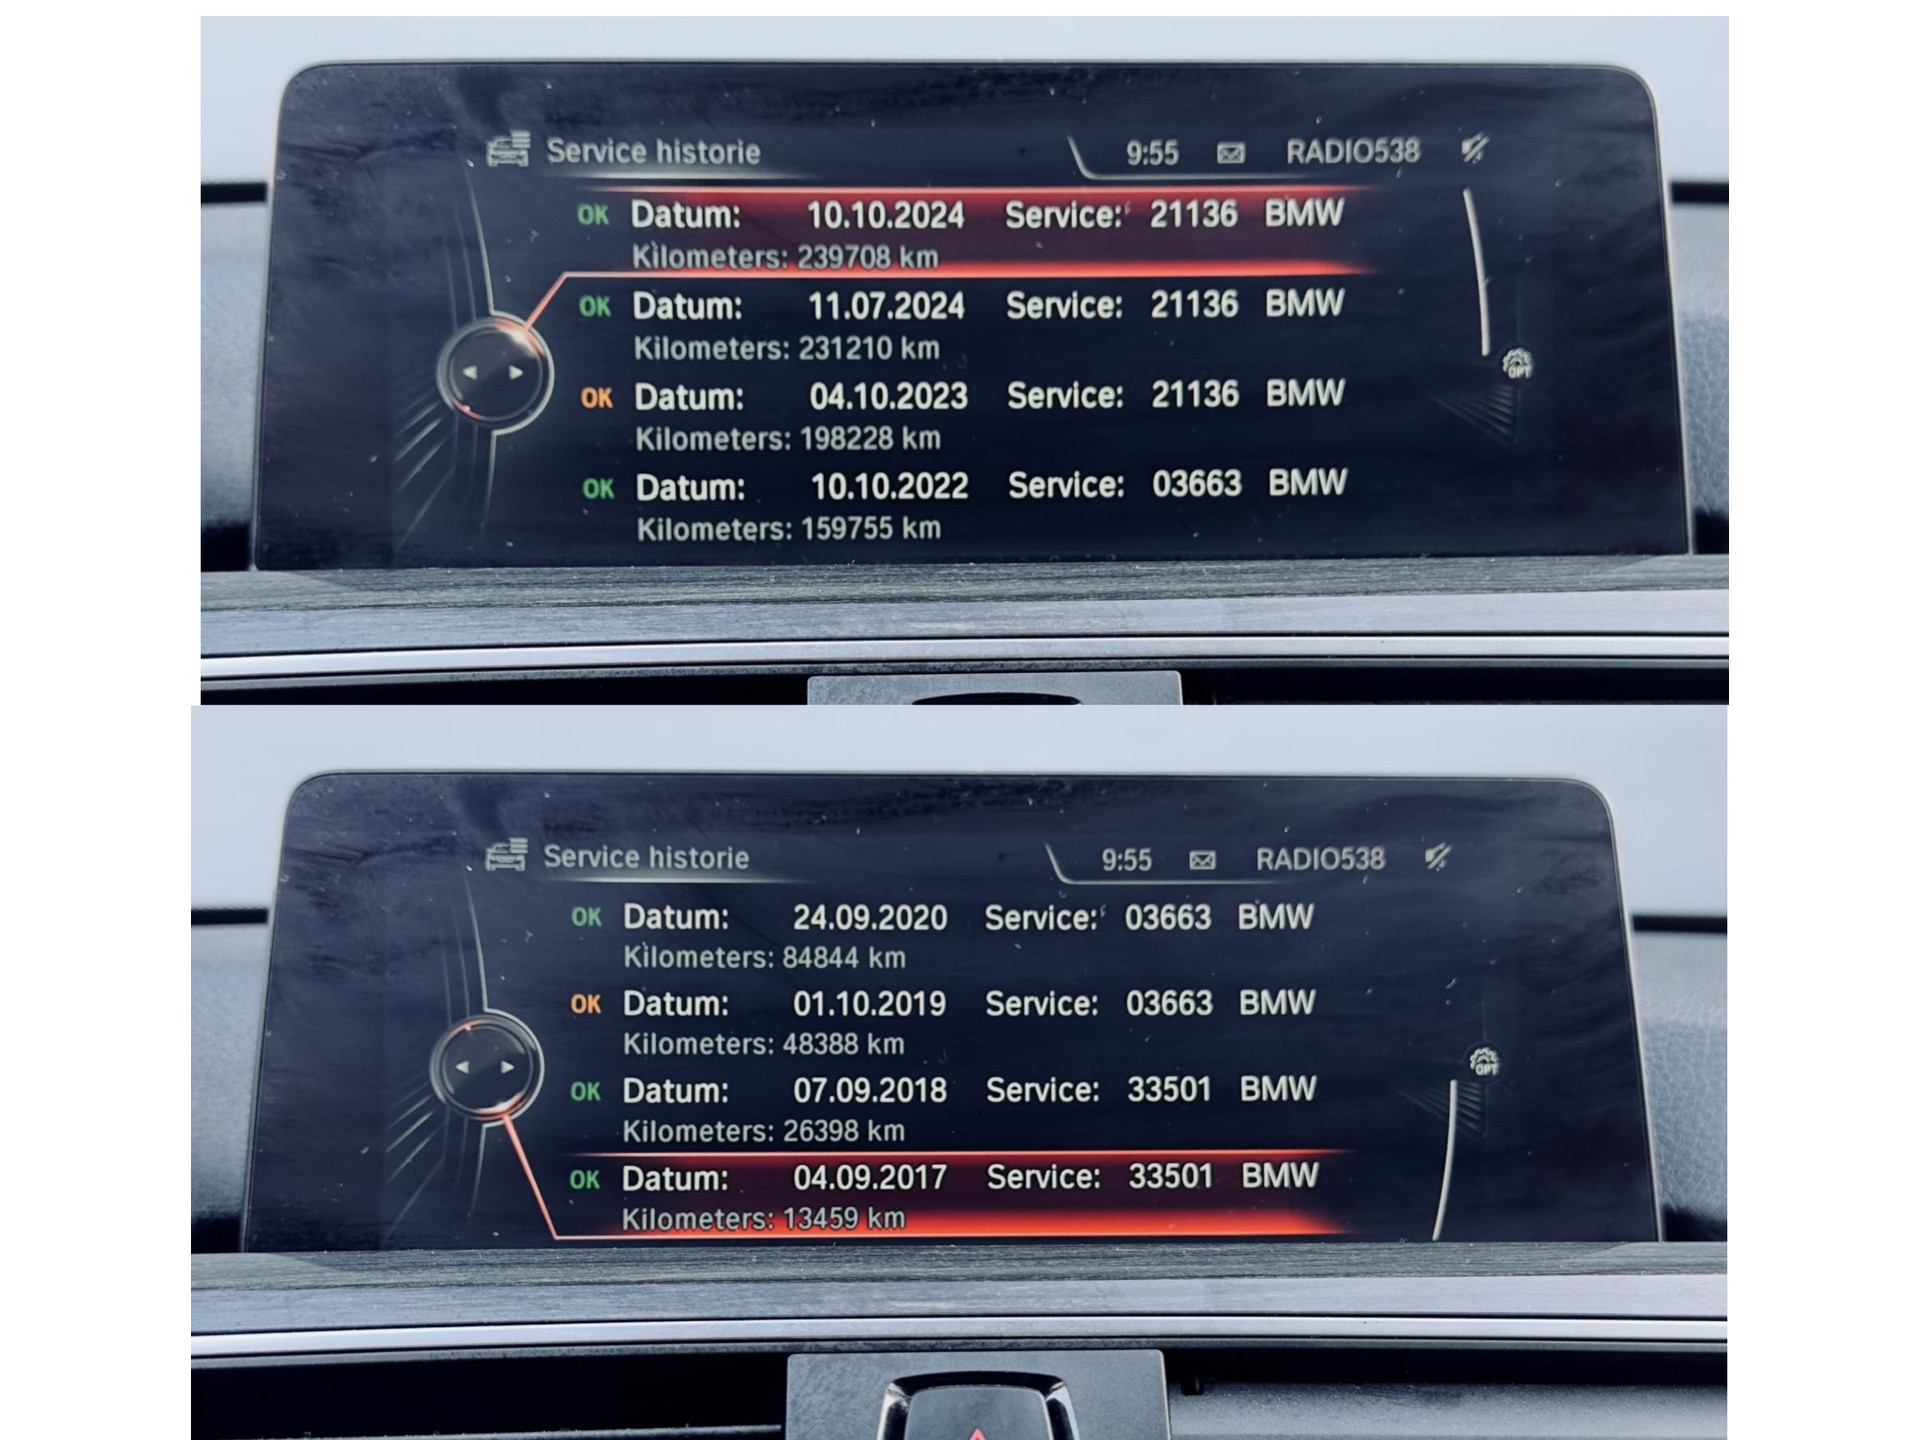 Service historie 9:55 RADIO538
OK Datum: 10.10.2024 Service: 21136 BMW
Kilometers: 239708 km
OK Datum: 11.07.2024 Service: 21136 BMW
Kilometers: 231210 km
OK Datum: 04.10.2023 Service: 21136 BMW
Kilometers: 198228 km
OK Datum: 10.10.2022 Service: 03663 BMW
Kilometers: 159755 km
OPT
Service historie 9:55 RADIO538
OK Datum: 24.09.2020 Service: 03663 BMW
Kilometers: 84844 km
OK Datum: 01.10.2019 Service: 03663 BMW
Kilometers: 48388 km
OK Datum: 07.09.2018 Service: 33501 BMW
Kilometers: 26398 km
OK Datum: 04.09.2017 Service: 33501 BMW
Kilometers: 13459 km
OPT